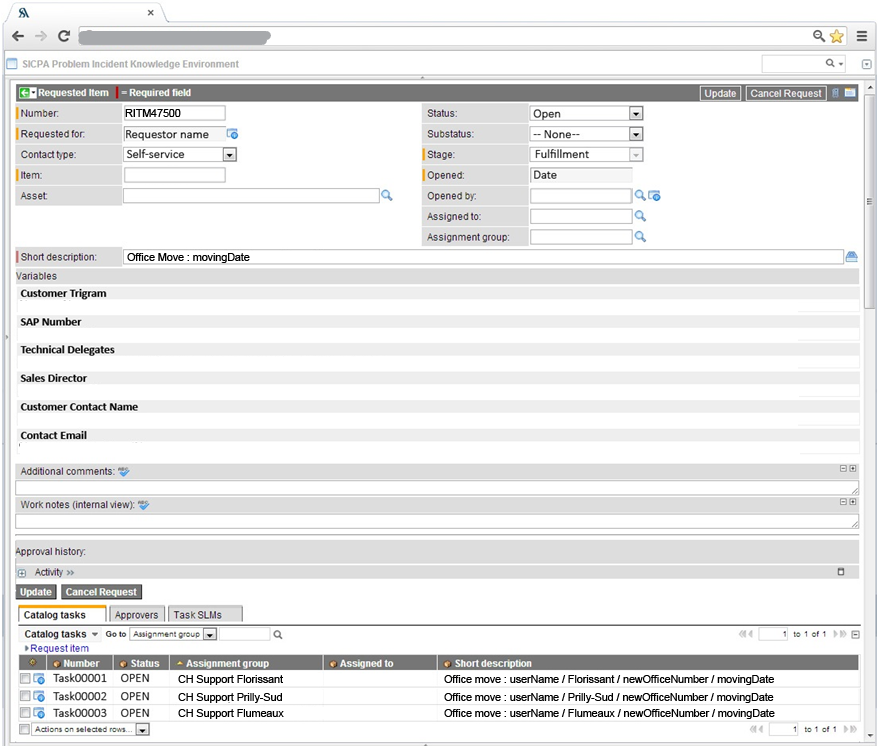 SICPA Problem Incident Knowledge Environment
Requested Item = Required field Update Cancel Request
Number: RITM47500 Status: Open
Requested for: Requestor name Substatus: -- None--
Contact type: Self-service Stage: Fulfillment
Item: Opened: Date
Asset: Opened by:
Assigned to:
Assignment group:
Short description: Office Move : movingDate
Variables
Customer Trigram
SAP Number
Technical Delegates
Sales Director
Customer Contact Name
Contact Email
Additional comments:
Work notes (internal view):
Approval history:
Activity »
Update Cancel Request
Catalog tasks Approvers Task SLMs
Catalog tasks Go to Assignment group 1 to 1 of 1
Request item
Number Status Assignment group Assigned to Short description
Task00001 OPEN CH Support Florissant Office move : userName / Florissant / newOfficeNumber / movingDate
Task00002 OPEN CH Support Prilly-Sud Office move : userName / Prilly-Sud / newOfficeNumber / movingDate
Task00003 OPEN CH Support Flumeaux Office move : userName / Flumeaux / newOfficeNumber / movingDate
Actions on selected rows... 1 to 1 of 1